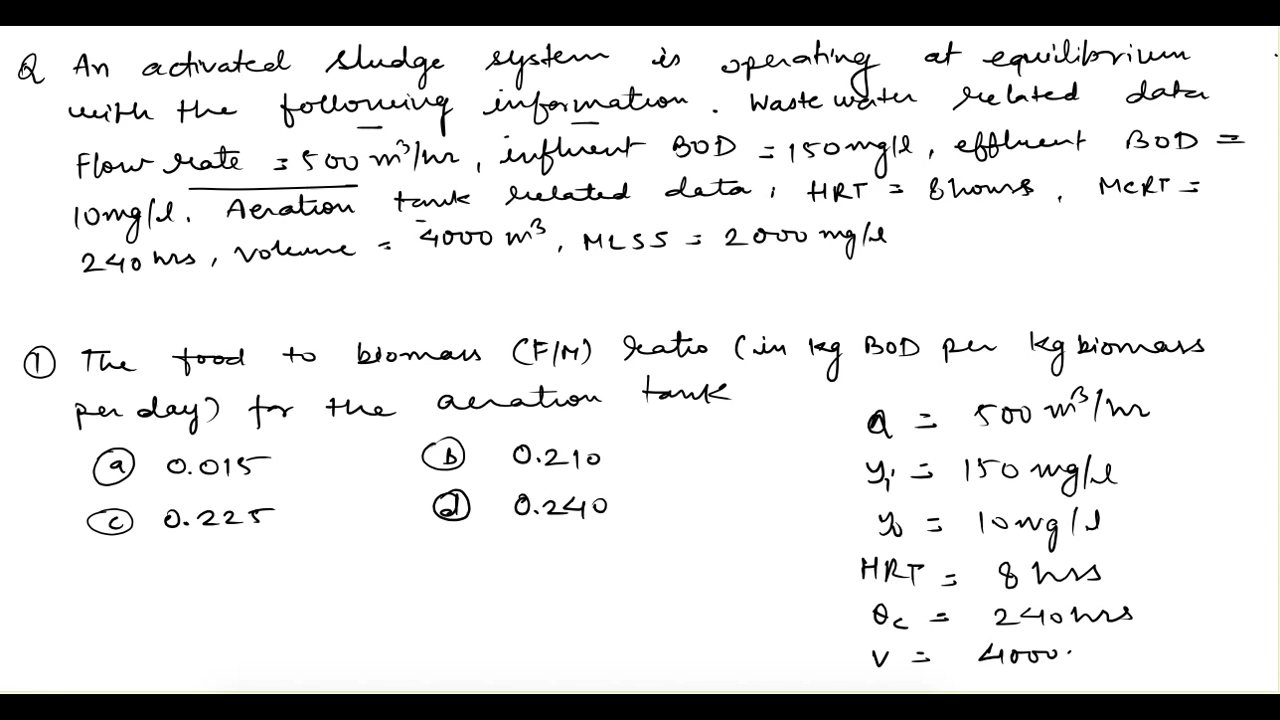 Q An activated sludge system is operating at equilibrium
with the following information. Waste water related data
Flow rate = 500 m³/hr, influent BOD = 150 mg/l, effluent BOD =
10 mg/l. Aeration tank related data, HRT = 8 hours, MCRT =
240 hrs, volume = 4000 m³, MLSS = 2000 mg/l
① The food to biomass (F/M) ratio (in kg BOD per kg biomass
per day) for the aeration tank
ⓐ 0.015 ⓑ 0.210
ⓒ 0.225 ⓓ 0.240
Q = 500 m³/hr
yi = 150 mg/l
y0 = 10 mg/l
HRT = 8 hrs
θc = 240 hrs
V = 4000.